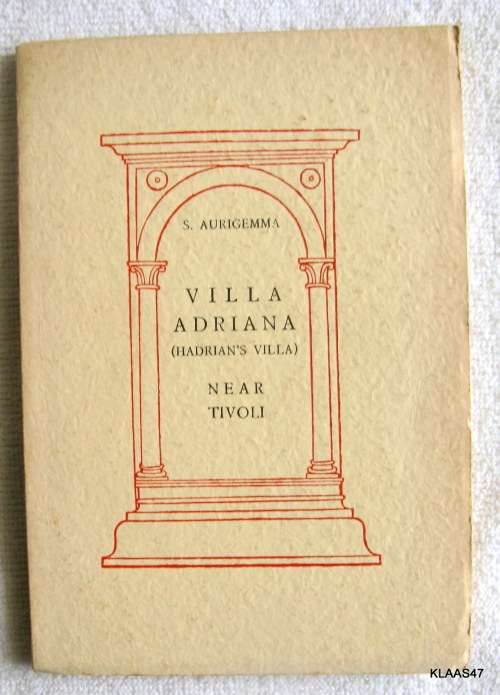 S. AURIGEMMA
VILLA
ADRIANA
(HADRIAN'S VILLA)
NEAR
TIVOLI
KLAAS47